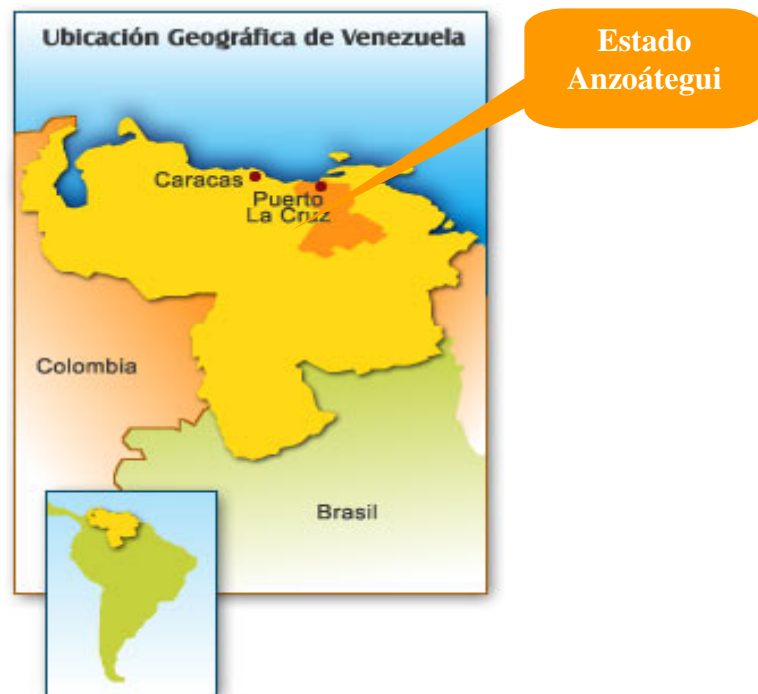 Ubicación Geográfica de Venezuela
Estado
Anzoátegui
Caracas
Puerto
La Cruz
Colombia
Brasil